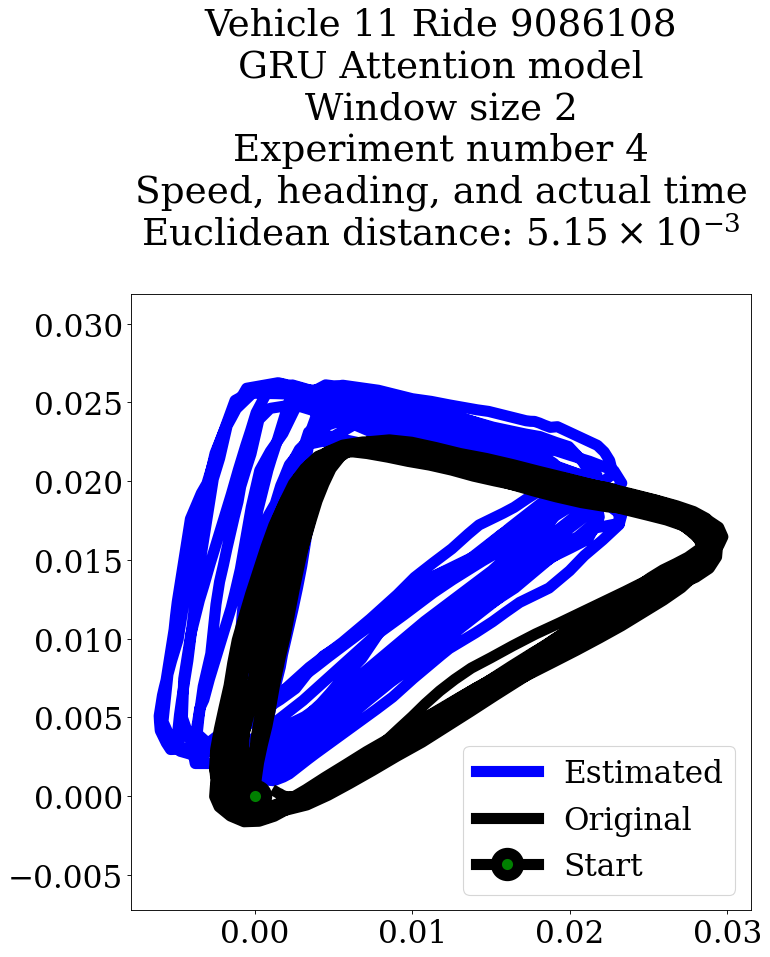 Vehicle 11 Ride 9086108
GRU Attention model
Window size 2
Experiment number 4
Speed, heading, and actual time
Euclidean distance: 5.15 × 10⁻³
0.030
0.025
0.020
0.015
0.010
0.005
0.000
−0.005
Estimated
Original
Start
0.00 0.01 0.02 0.03